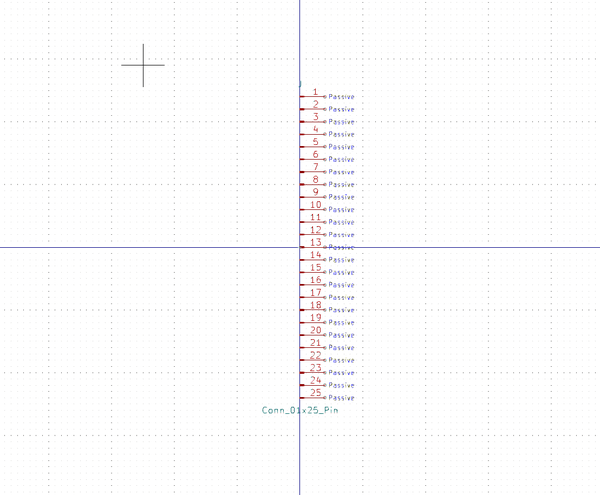 J
1 Passive
2 Passive
3 Passive
4 Passive
5 Passive
6 Passive
7 Passive
8 Passive
9 Passive
10 Passive
11 Passive
12 Passive
13 Passive
14 Passive
15 Passive
16 Passive
17 Passive
18 Passive
19 Passive
20 Passive
21 Passive
22 Passive
23 Passive
24 Passive
25 Passive
Conn_01x25_Pin